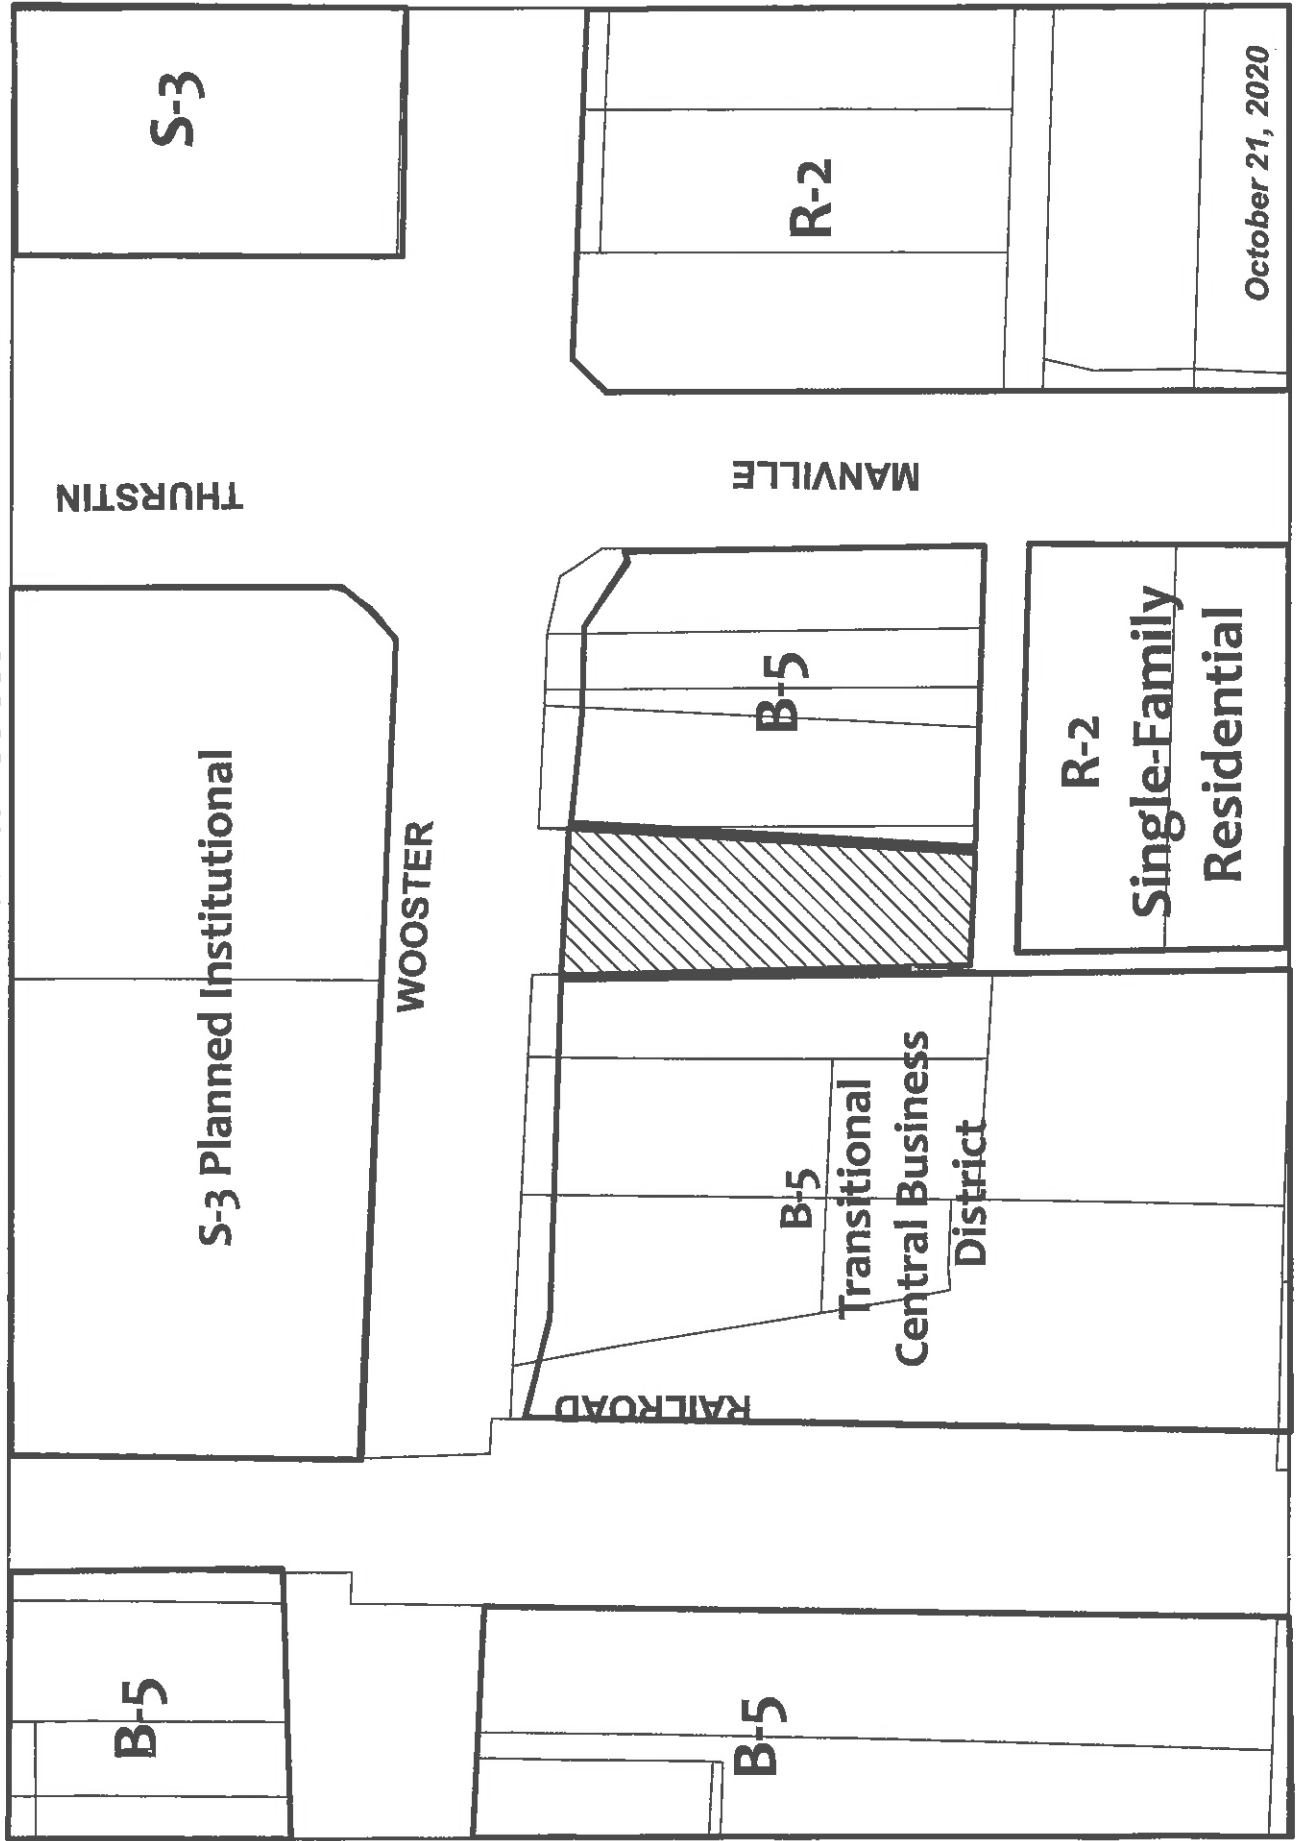 B-5
S-3 Planned Institutional
THURSTIN
S-3
WOOSTER
B-5
RAILROAD
B-5
Transitional
Central Business
District
B-5
MANVILLE
R-2
R-2
Single-Family
Residential
October 21, 2020